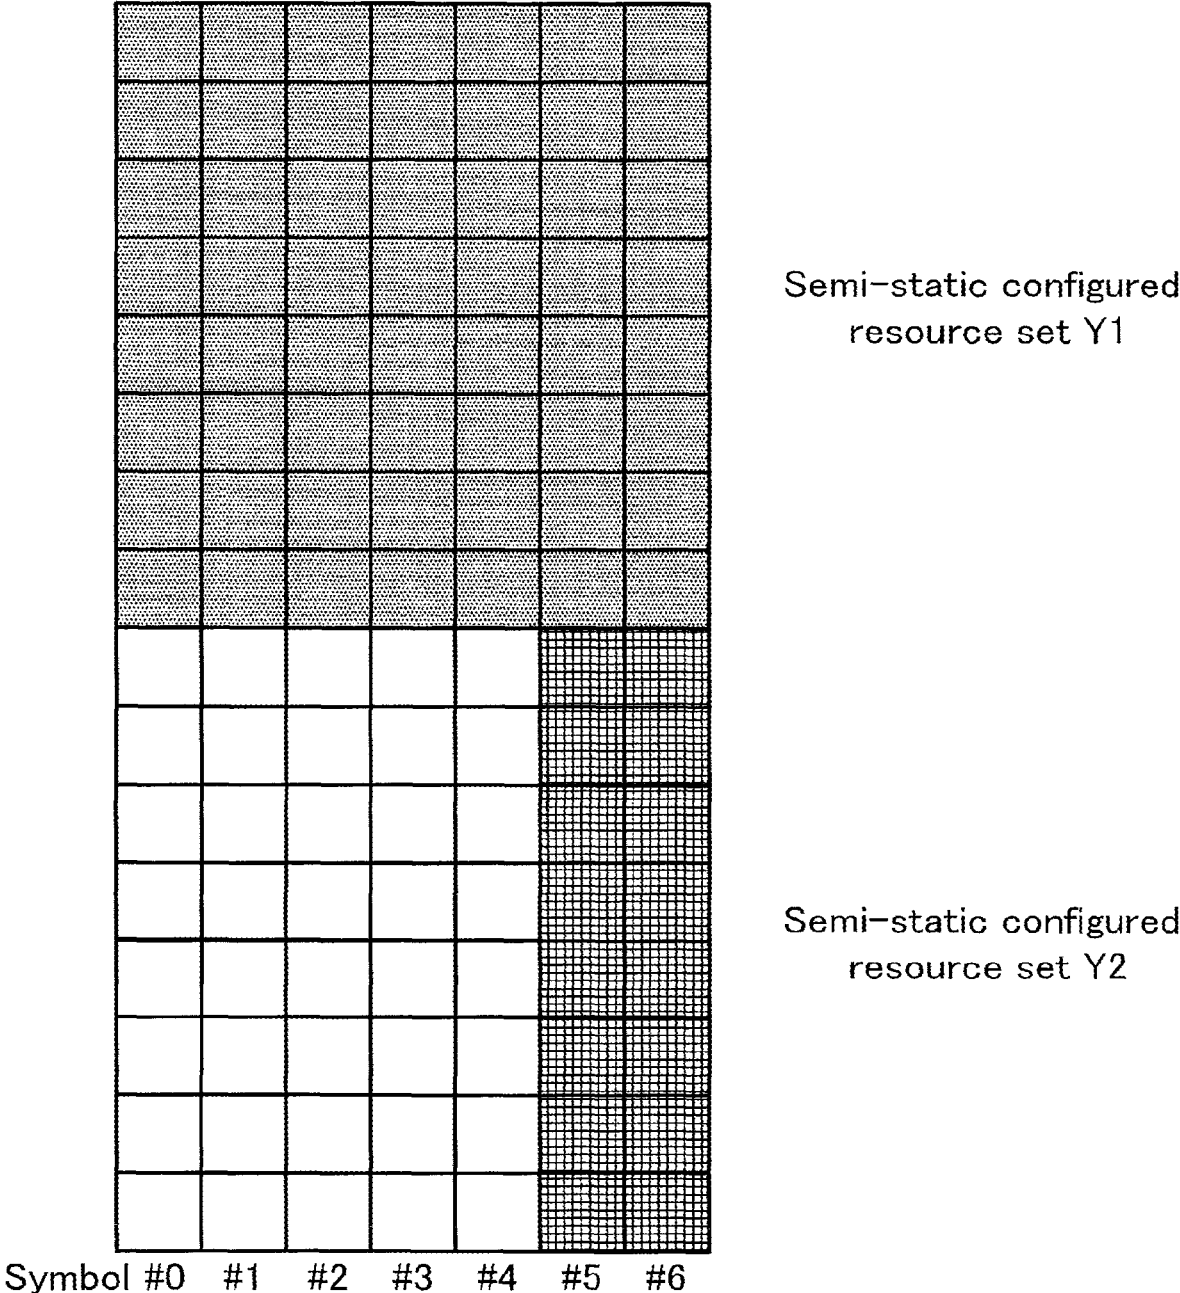 Semi-static configured
resource set Y1
Semi-static configured
resource set Y2
Symbol #0 #1 #2 #3 #4 #5 #6